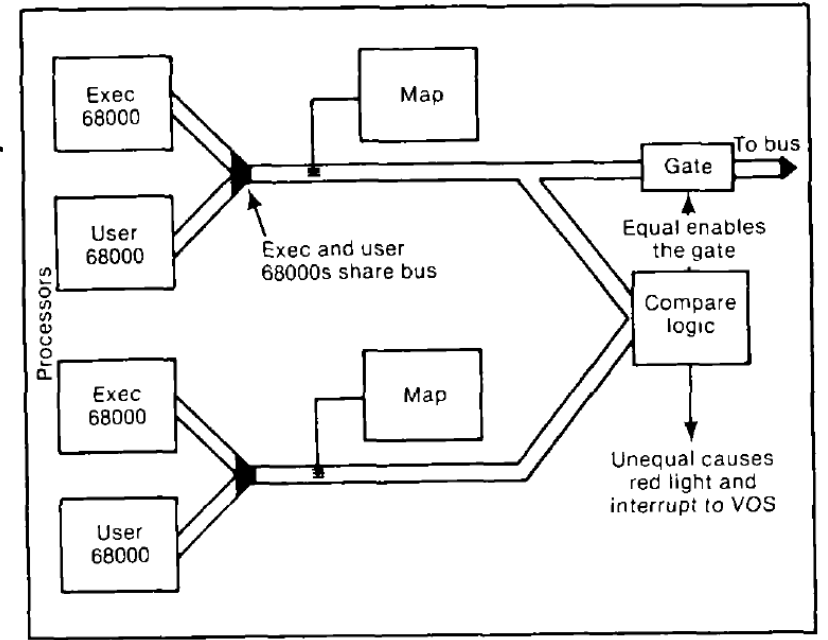 Exec
68000
Map
To bus
Gate
User
68000
Equal enables
the gate
Exec and user
68000s share bus
Processors
Compare
logic
Exec
68000
Map
Unequal causes
red light and
interrupt to VOS
User
68000